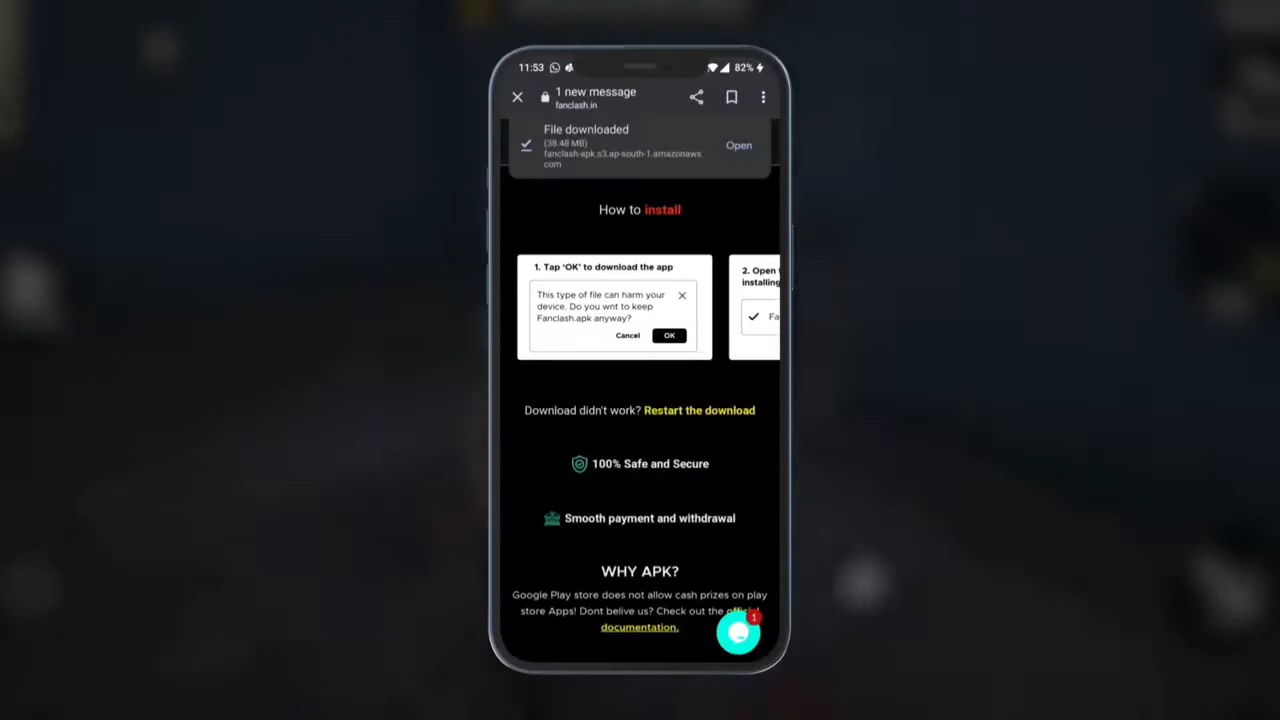 11:53
82%
1 new message
fanclash.in
File downloaded
(38.48 MB)
fanclash-apk.s3.ap-south-1.amazonaws.
com
Open
How to install
1. Tap 'OK' to download the app
This type of file can harm your
device. Do you wnt to keep
Fanclash.apk anyway?
Cancel
OK
2. Open
installing
Fa
Download didn't work? Restart the download
100% Safe and Secure
Smooth payment and withdrawal
WHY APK?
Google Play store does not allow cash prizes on play
store Apps! Dont belive us? Check out the official
documentation.
1